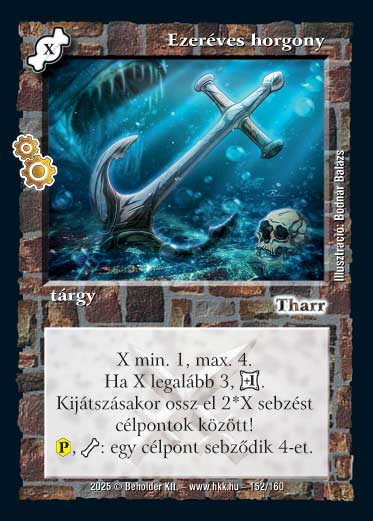 X
Ezeréves horgony
Illusztráció: Bodnár Balázs
tárgy
Tharr
X min. 1, max. 4.
Ha X legalább 3, +1.
Kijátszásakor ossz el 2*X sebzést
célpontok között!
P, : egy célpont sebződik 4-et.
2025 © Beholder Kft. – www.hkk.hu – 152/160